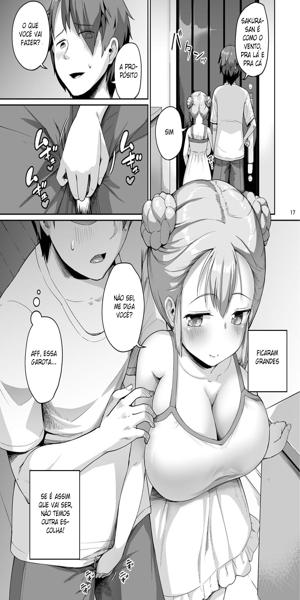 SAKURA-
SAN É
COMO O
VENTO,
PRA LÁ E
PRA CÁ
O QUE
VOCÊ VAI
FAZER?
A PRO-
PÓSITO
SIM
17
NÃO SEI,
ME DIGA
VOCÊ?
FICARAM
GRANDES
AFF, ESSA
GAROTA...
SE É ASSIM
QUE VAI SER,
NÃO TEMOS
OUTRA ES-
COLHA!